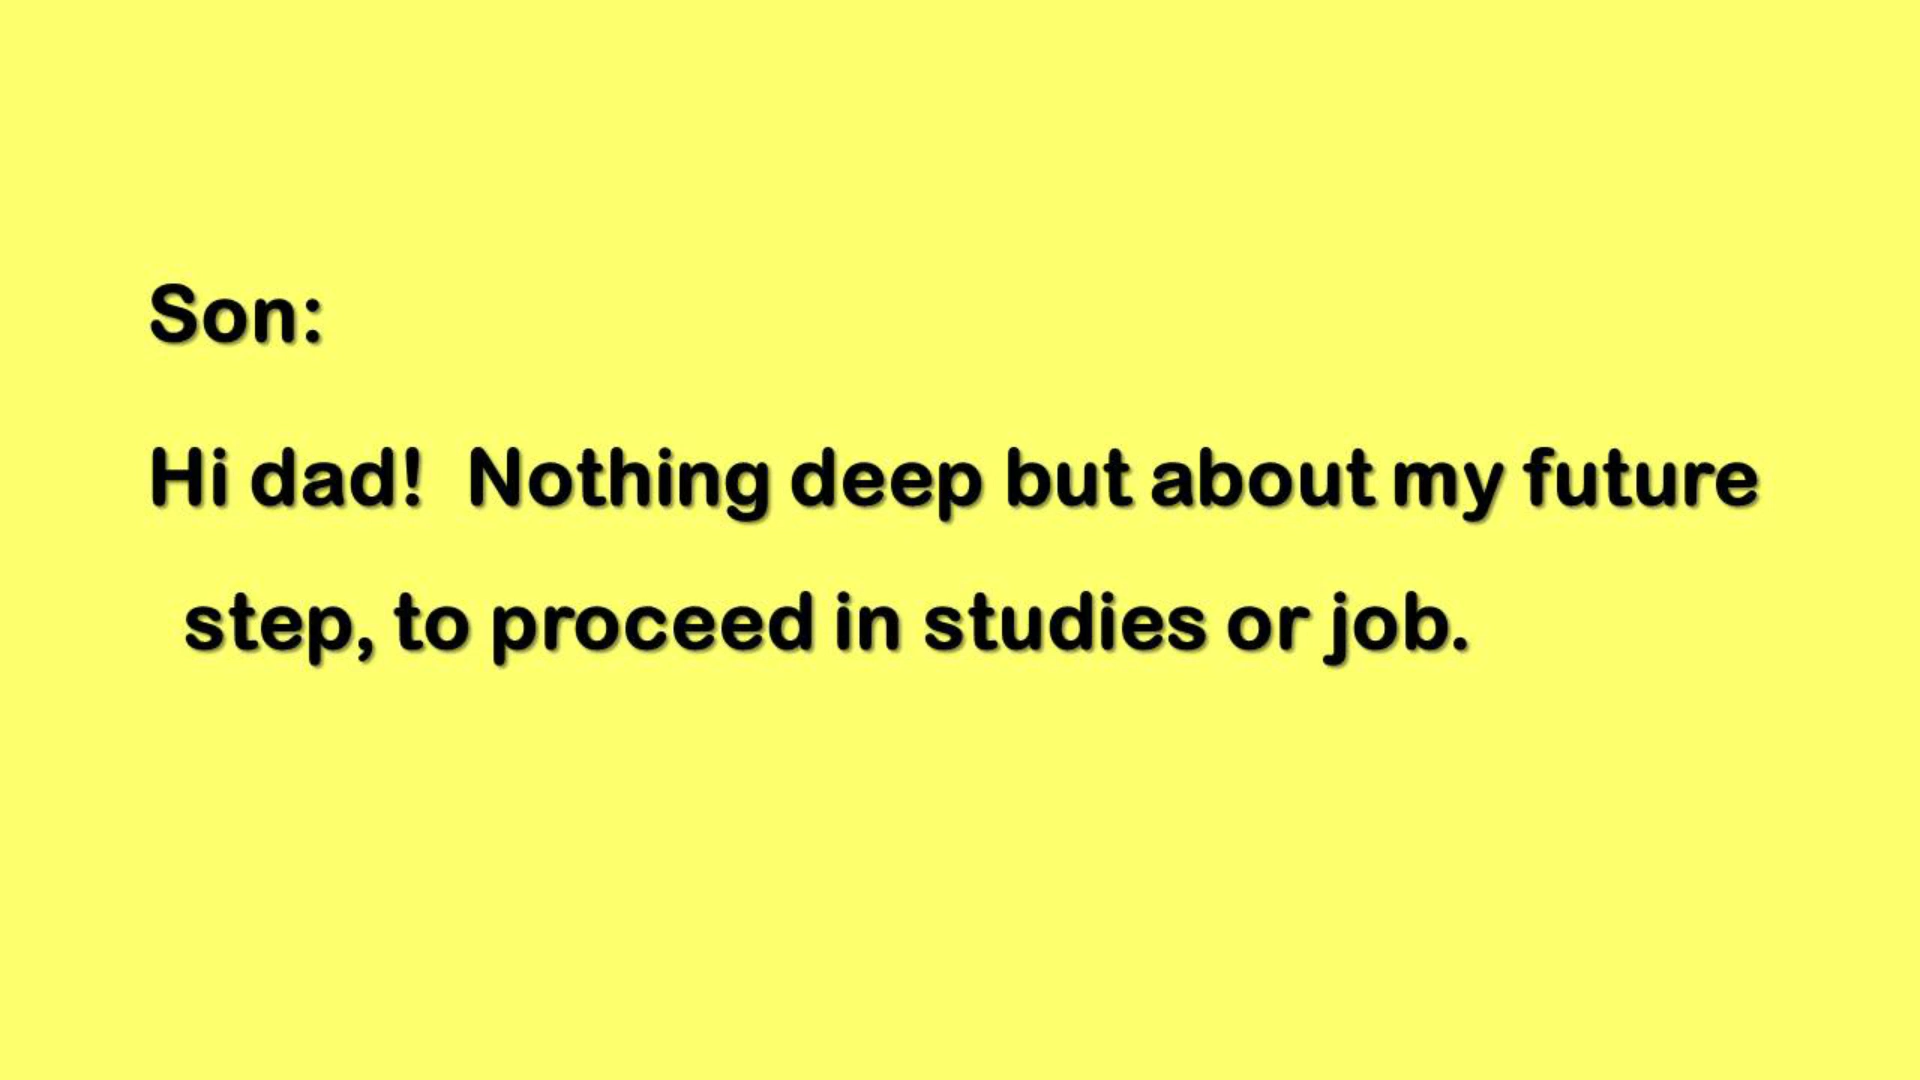 Son:
Hi dad!  Nothing deep but about my future
step, to proceed in studies or job.